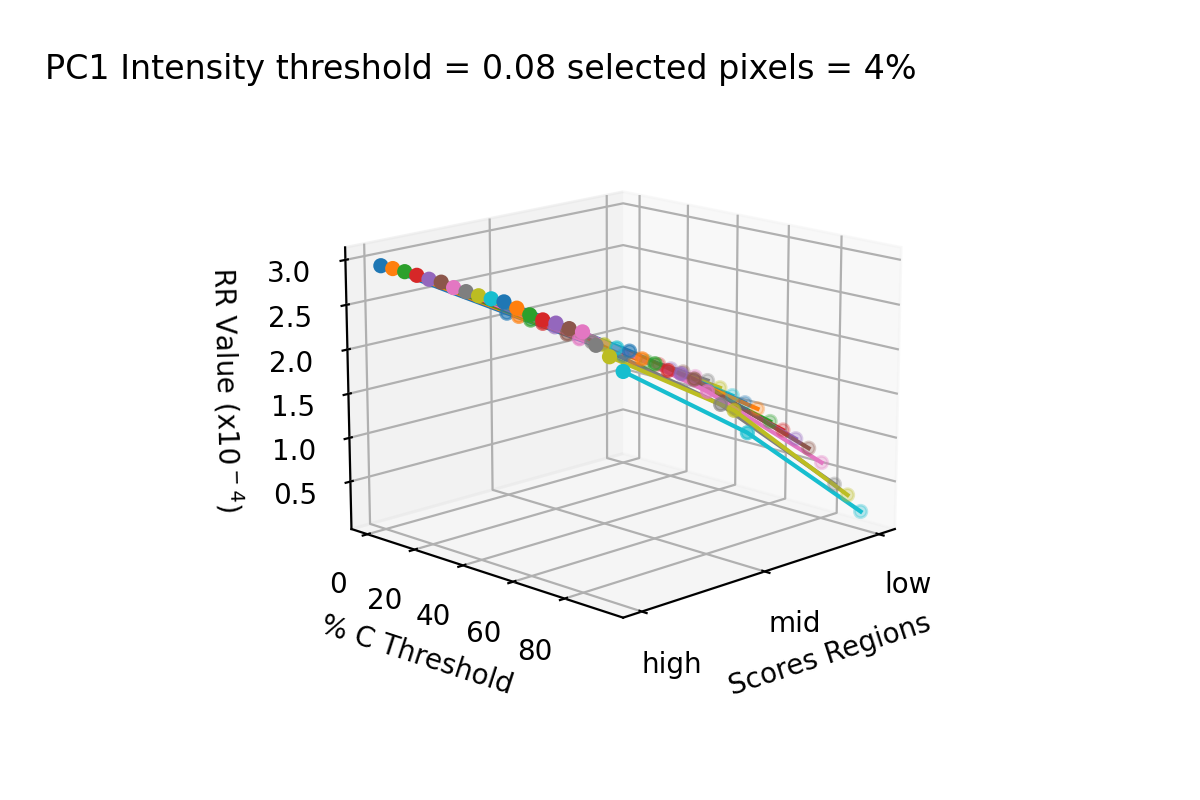 PC1 Intensity threshold = 0.08 selected pixels = 4%
RR Value (x10⁻⁴)
3.0
2.5
2.0
1.5
1.0
0.5
0
20
40
60
80
% C Threshold
high
mid
low
Scores Regions